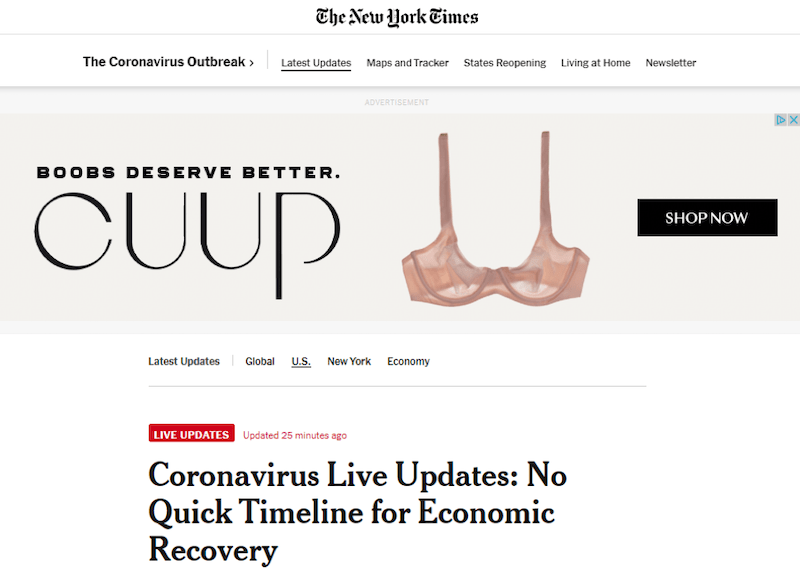 The New York Times
The Coronavirus Outbreak › Latest Updates Maps and Tracker States Reopening Living at Home Newsletter
ADVERTISEMENT
BOOBS DESERVE BETTER.
CUUP
SHOP NOW
Latest Updates Global U.S. New York Economy
LIVE UPDATES Updated 25 minutes ago
Coronavirus Live Updates: No
Quick Timeline for Economic
Recovery